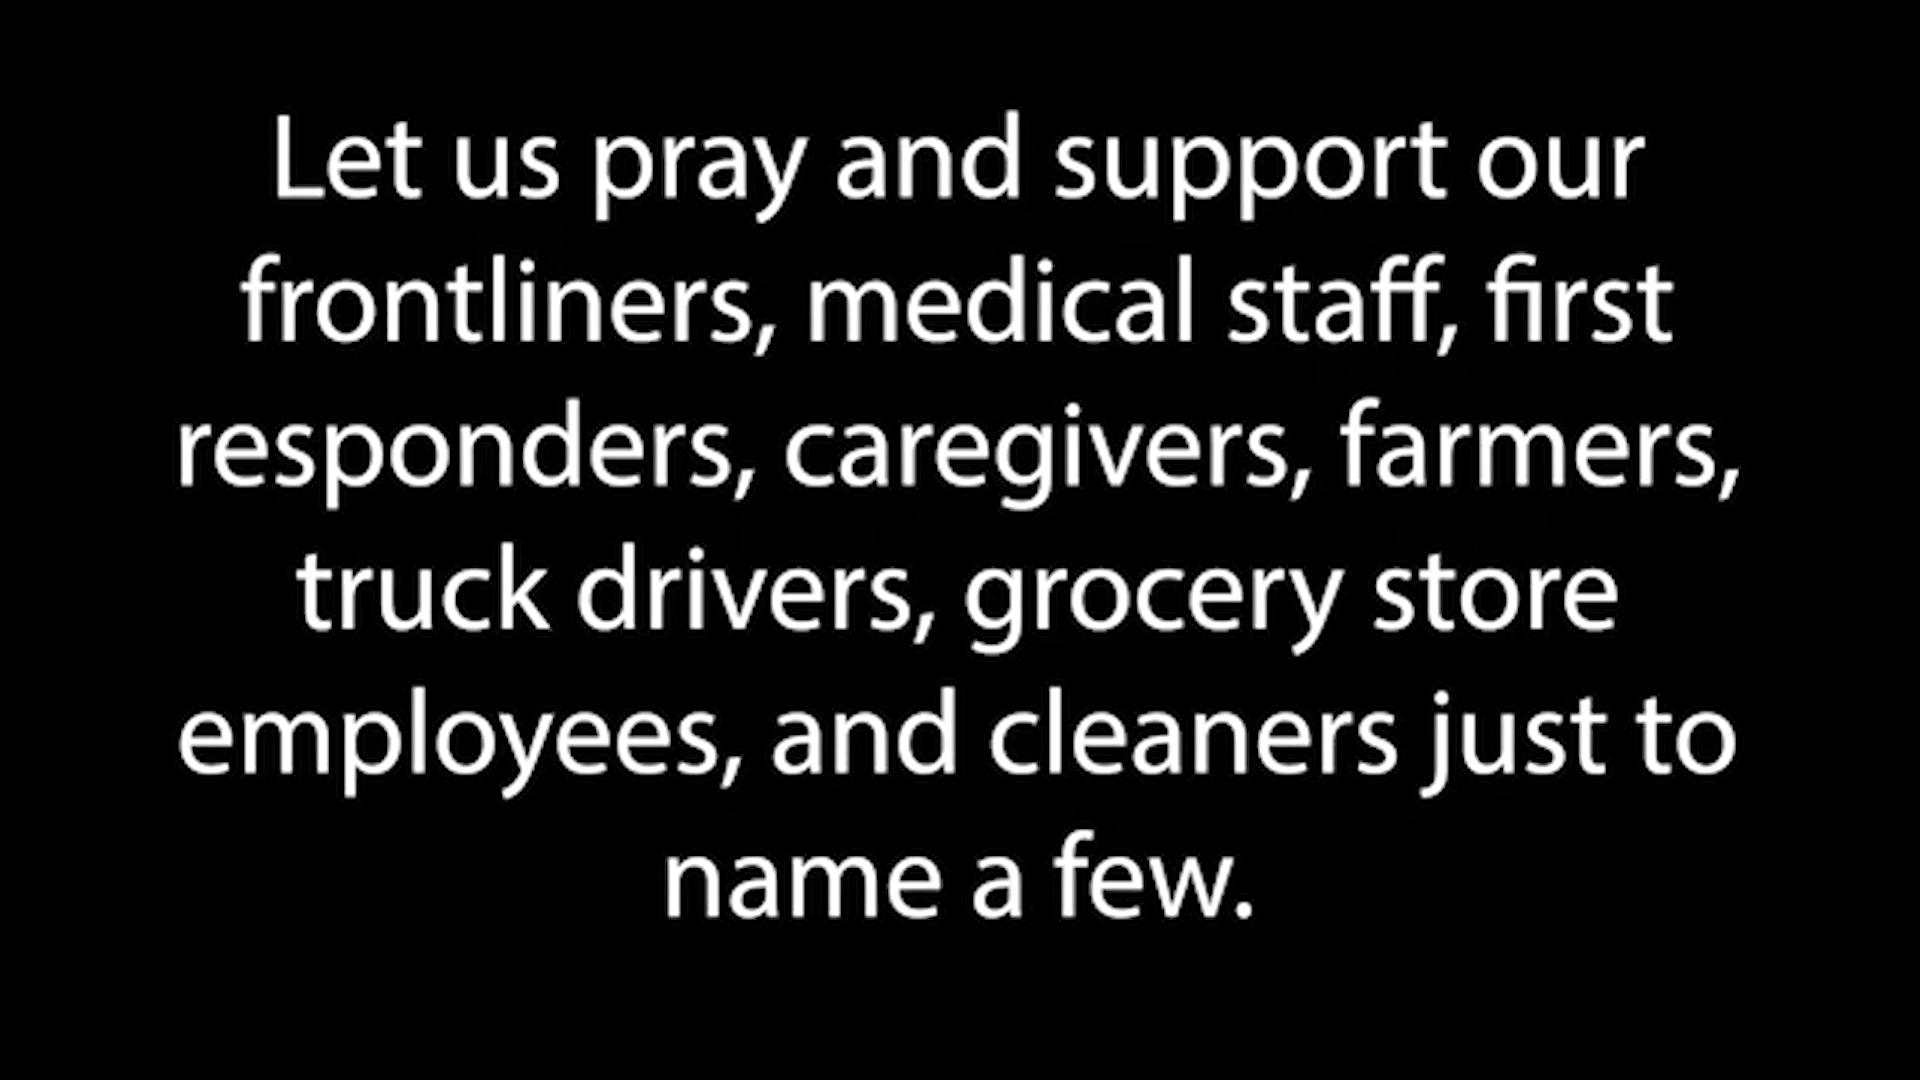 Let us pray and support our
frontliners, medical staff, first
responders, caregivers, farmers,
truck drivers, grocery store
employees, and cleaners just to
name a few.